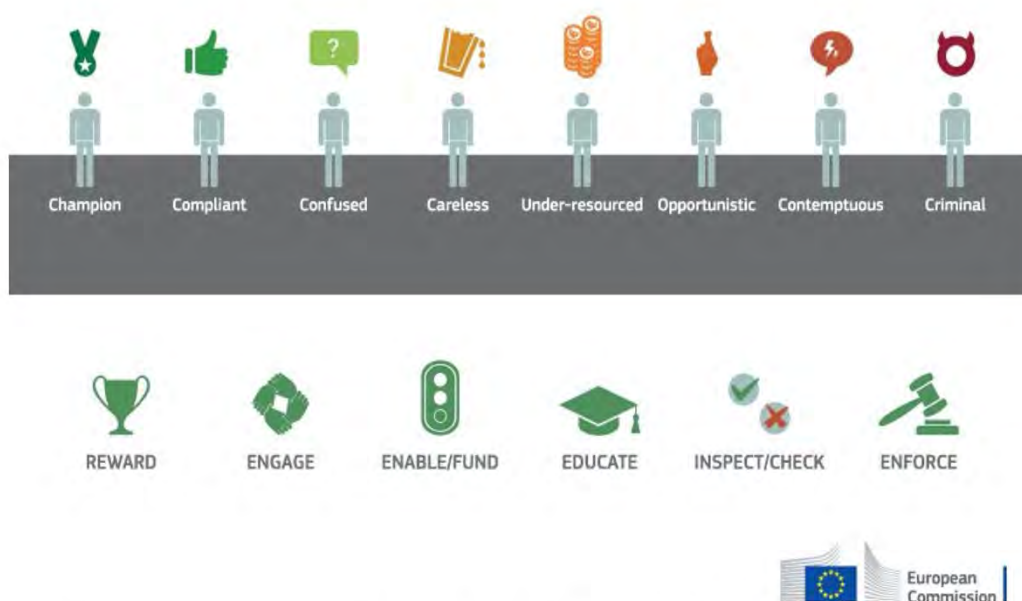 ?
Champion
Compliant
Confused
Careless
Under-resourced
Opportunistic
Contemptuous
Criminal
REWARD
ENGAGE
ENABLE/FUND
EDUCATE
INSPECT/CHECK
ENFORCE
European
Commission